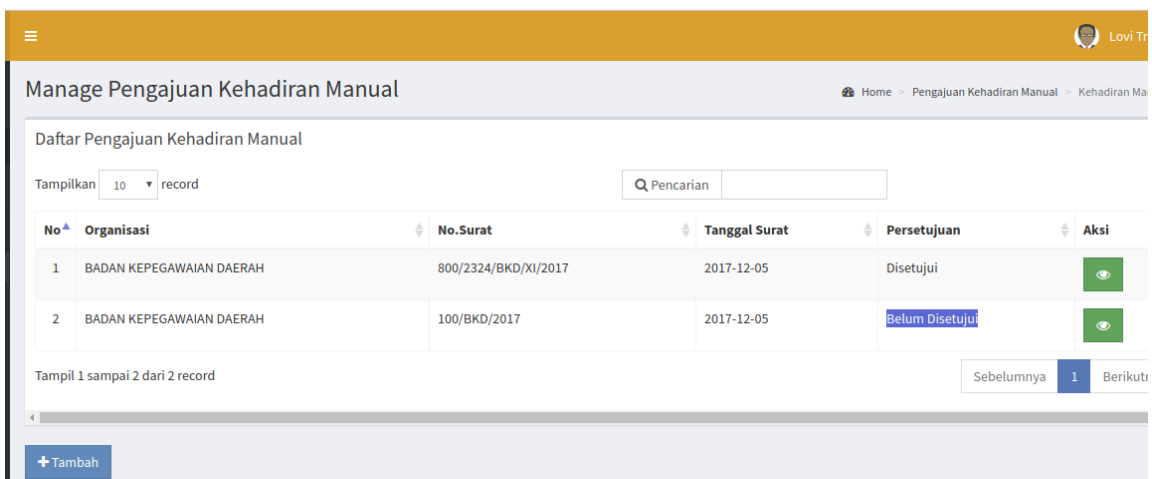 Lovi Tr
Manage Pengajuan Kehadiran Manual
Home > Pengajuan Kehadiran Manual > Kehadiran Ma
Daftar Pengajuan Kehadiran Manual
Tampilkan 10 record
Pencarian
No Organisasi No.Surat Tanggal Surat Persetujuan Aksi
1 BADAN KEPEGAWAIAN DAERAH 800/2324/BKD/XI/2017 2017-12-05 Disetujui
2 BADAN KEPEGAWAIAN DAERAH 100/BKD/2017 2017-12-05 Belum Disetujui
Tampil 1 sampai 2 dari 2 record
Sebelumnya 1 Berikut
+ Tambah